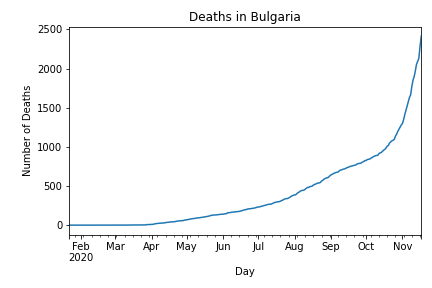 Deaths in Bulgaria
2500
2000
1500
1000
500
0
Number of Deaths
Feb Mar Apr May Jun Jul Aug Sep Oct Nov
2020
Day